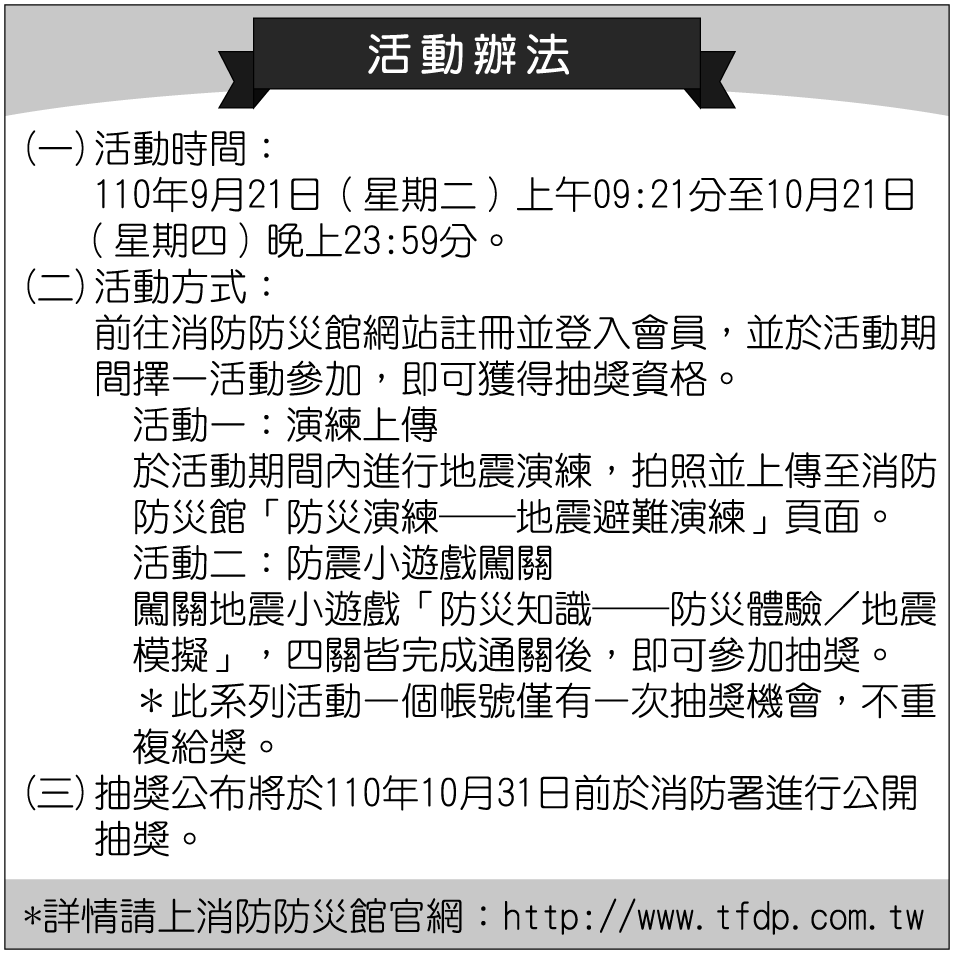 活動辦法
(一)活動時間：
110年9月21日（星期二）上午09:21分至10月21日
（星期四）晚上23:59分。
(二)活動方式：
前往消防防災館網站註冊並登入會員，並於活動期
間擇一活動參加，即可獲得抽獎資格。
活動一：演練上傳
於活動期間內進行地震演練，拍照並上傳至消防
防災館「防災演練──地震避難演練」頁面。
活動二：防震小遊戲闖關
闖關地震小遊戲「防災知識──防災體驗／地震
模擬」，四關皆完成通關後，即可參加抽獎。
＊此系列活動一個帳號僅有一次抽獎機會，不重
複給獎。
(三)抽獎公布將於110年10月31日前於消防署進行公開
抽獎。
*詳情請上消防防災館官網：http://www.tfdp.com.tw